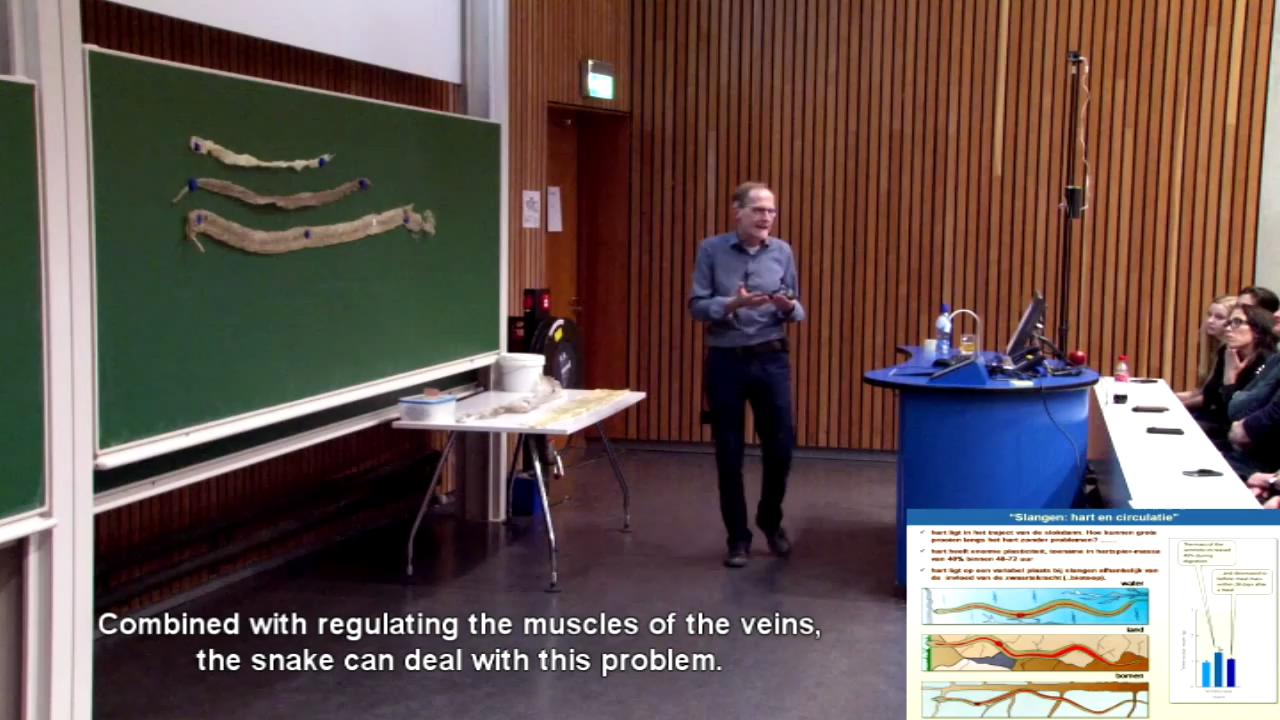 Combined with regulating the muscles of the veins,
the snake can deal with this problem.
"Slangen: hart en circulatie"
hart ligt in het traject van de slokdarm. Hoe kunnen grote
prooien langs het hart zonder problemen? ......
hart heeft enorme plasticiteit, toename in hartspier-massa
van 40% binnen 48-72 uur
hart ligt op een variabel plaats bij slangen afhankelijk van
de invloed van de zwaartekracht (..biotoop).
water
land
bomen